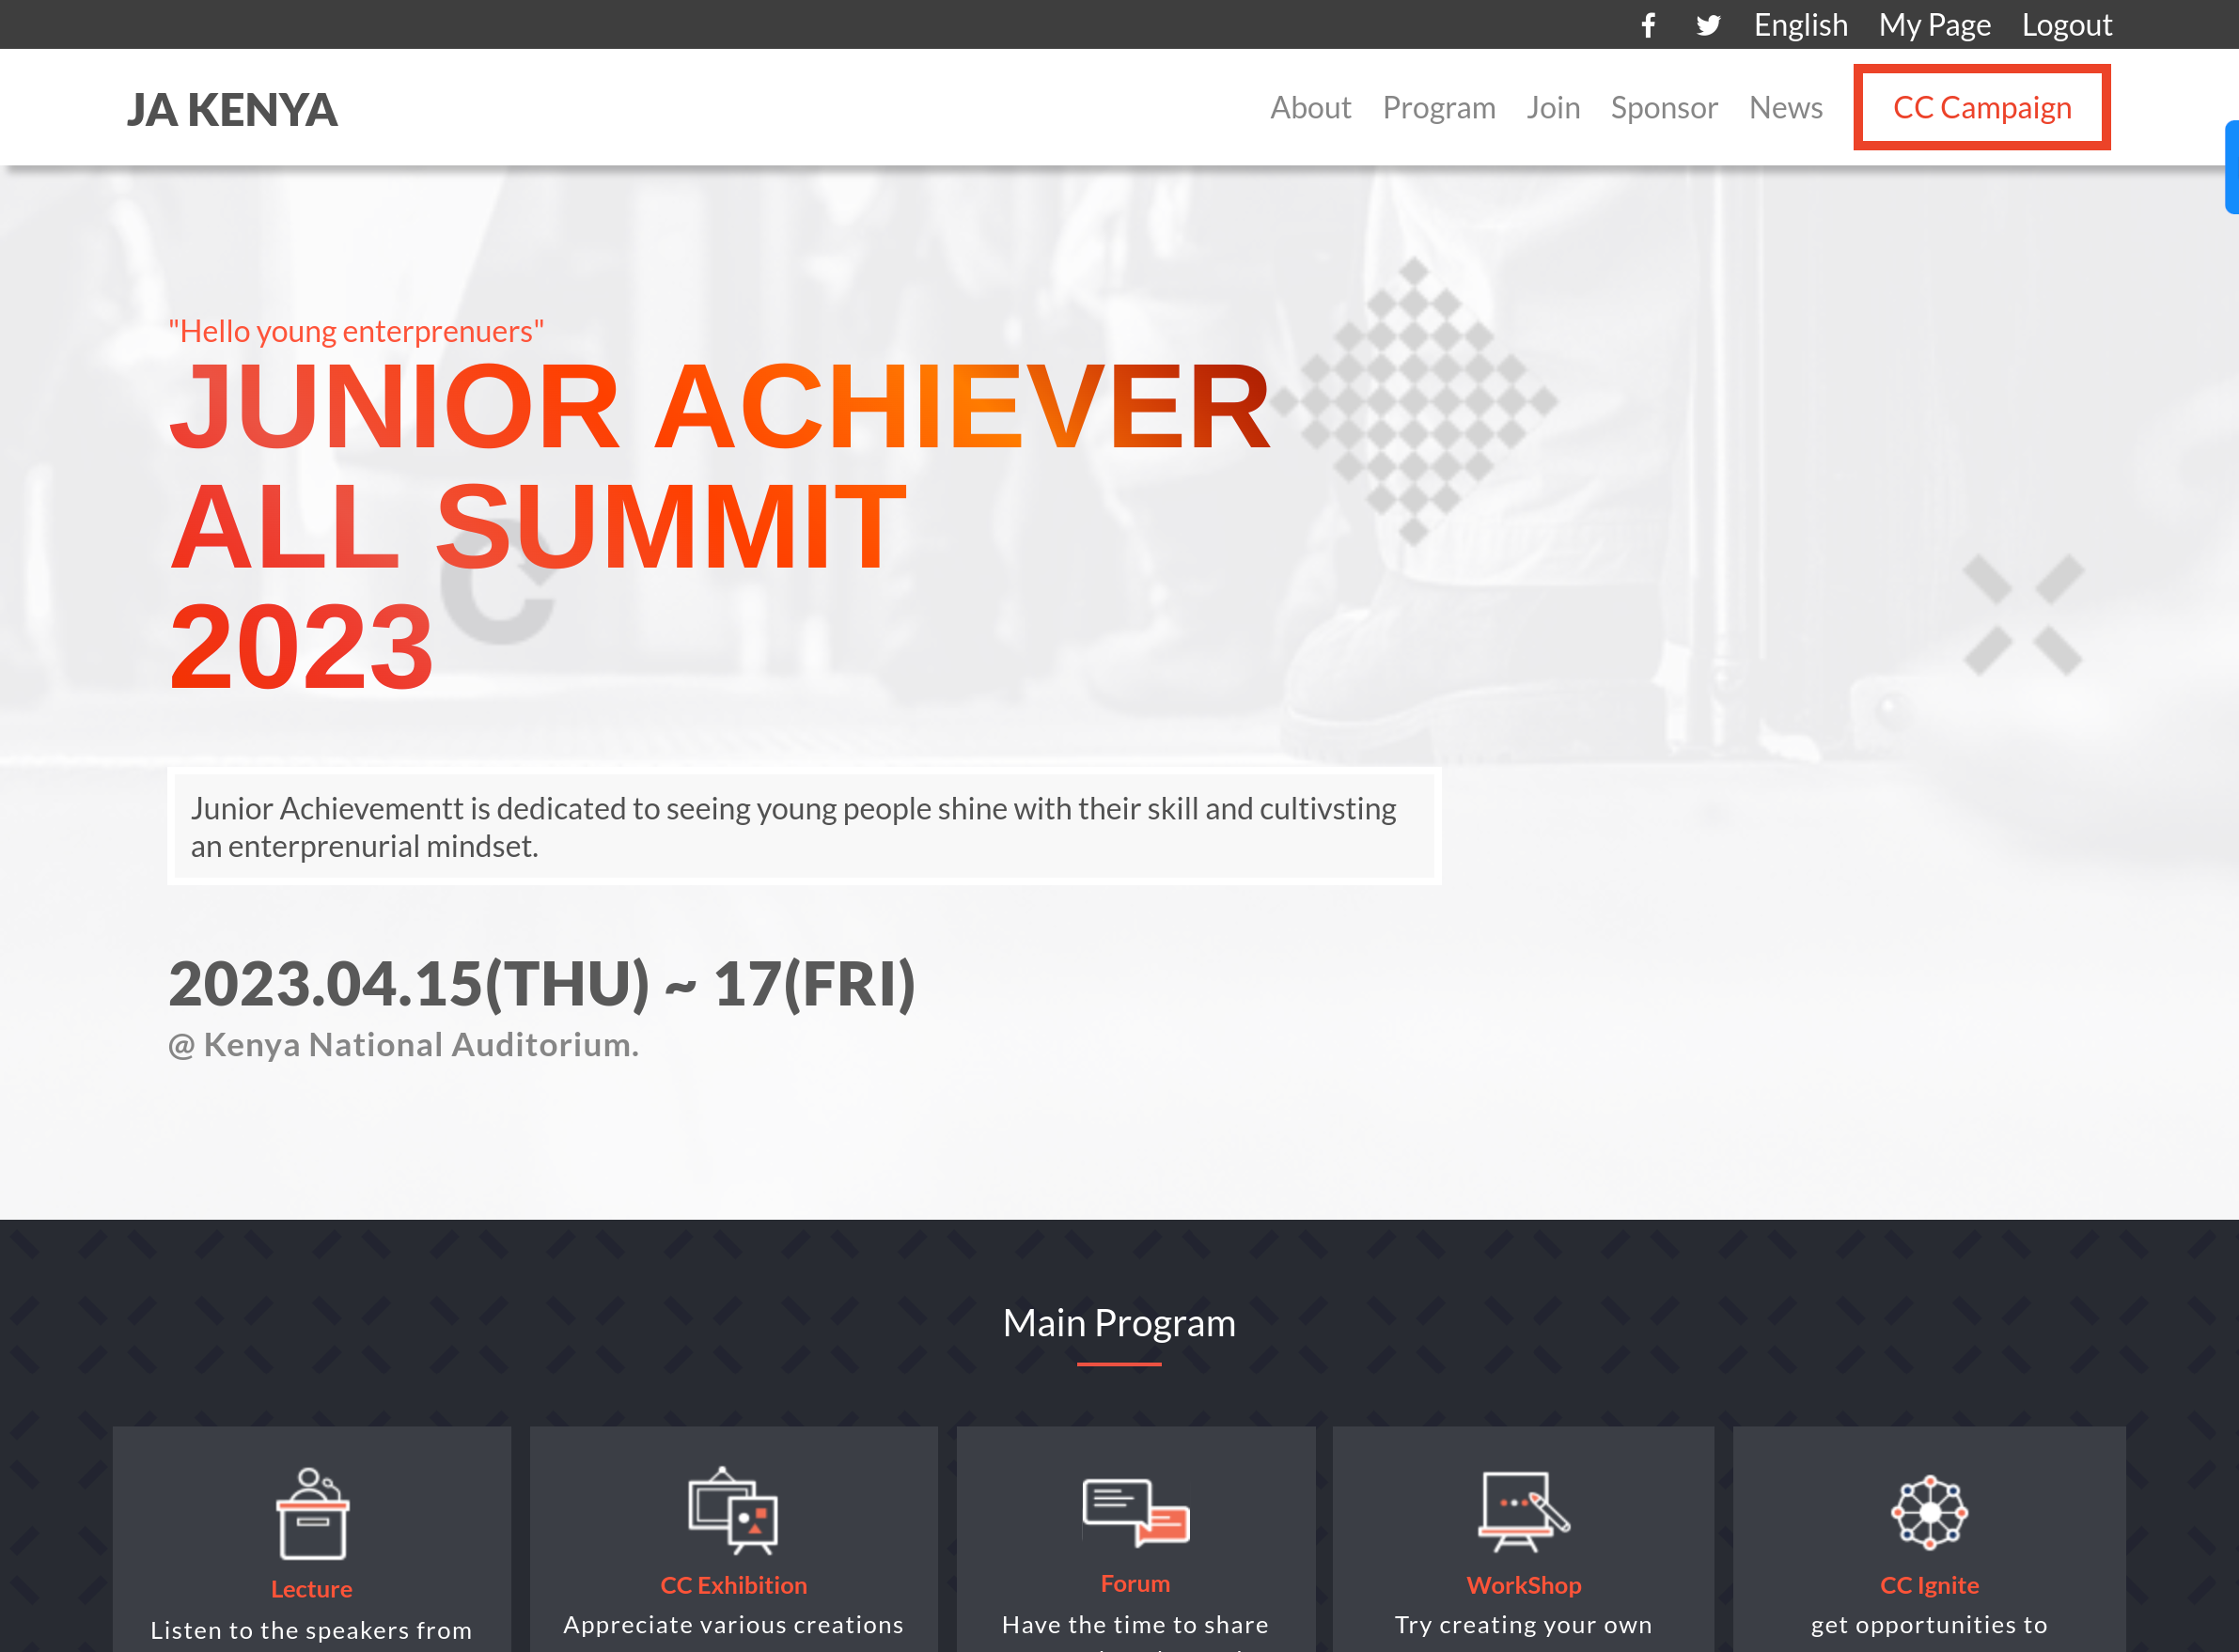 English My Page Logout
JA KENYA
About Program Join Sponsor News CC Campaign
"Hello young enterprenuers"
JUNIOR ACHIEVER
ALL SUMMIT
2023
Junior Achievementt is dedicated to seeing young people shine with their skill and cultivsting
an enterprenurial mindset.
2023.04.15(THU) ~ 17(FRI)
@ Kenya National Auditorium.
Main Program
Lecture
Listen to the speakers from
CC Exhibition
Appreciate various creations
Forum
Have the time to share
WorkShop
Try creating your own
CC Ignite
get opportunities to